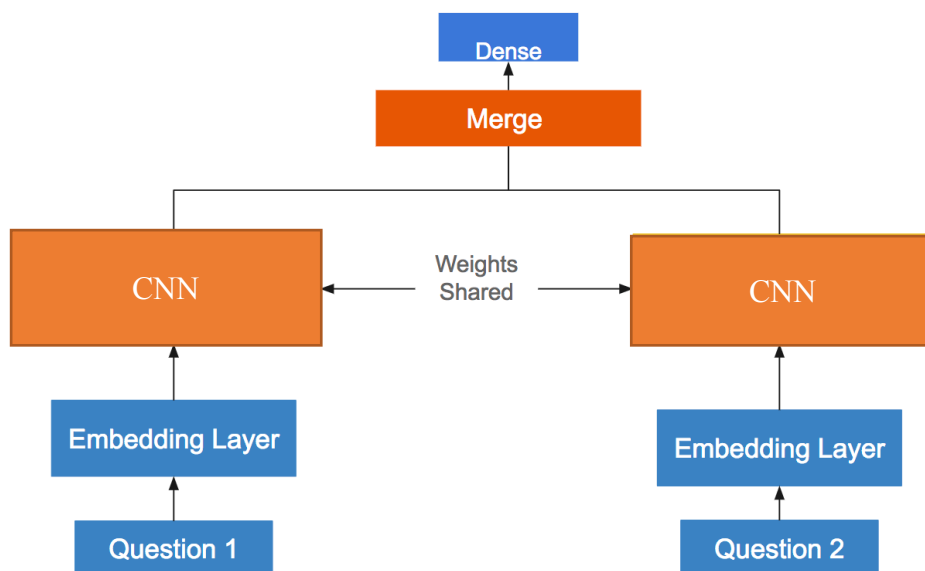 Dense
Merge
CNN
Weights
Shared
CNN
Embedding Layer
Embedding Layer
Question 1
Question 2